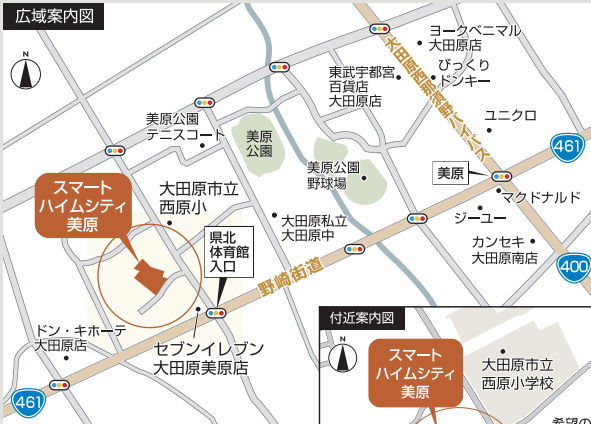 広域案内図
N
ヨークベニマル
大田原店
びっくり
ドンキー
東武宇都宮
百貨店
大田原店
大田原西那須野バイパス
ユニクロ
461
美原公園
テニスコート
美原
公園
美原公園
野球場
美原
マクドナルド
ジーユー
カンセキ
大田原南店
400
スマート
ハイムシティ
美原
大田原市立
西原小
大田原私立
大田原中
県北
体育館
入口
野崎街道
ドン・キホーテ
大田原店
セブンイレブン
大田原美原店
461
付近案内図
N
スマート
ハイムシティ
美原
大田原市立
西原小学校
希望の